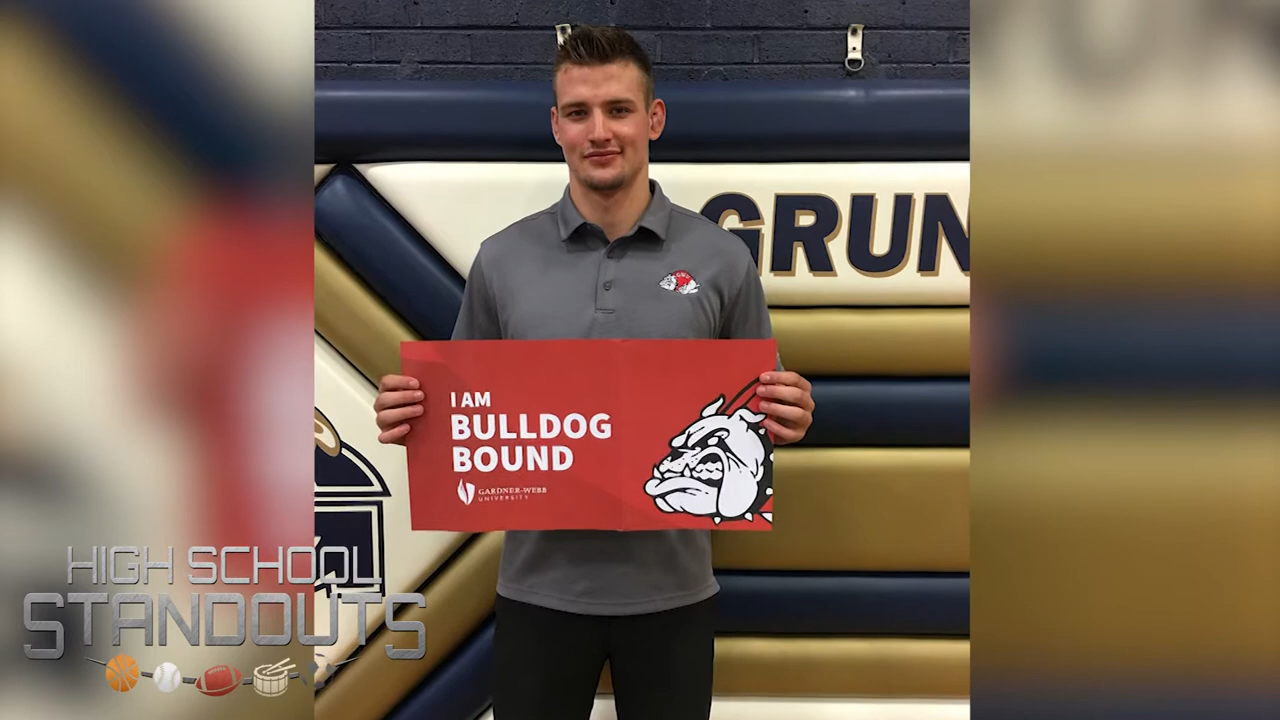 GRUN
I AM
BULLDOG
BOUND
GARDNER-WEBB
UNIVERSITY
HIGH SCHOOL
STANDOUTS